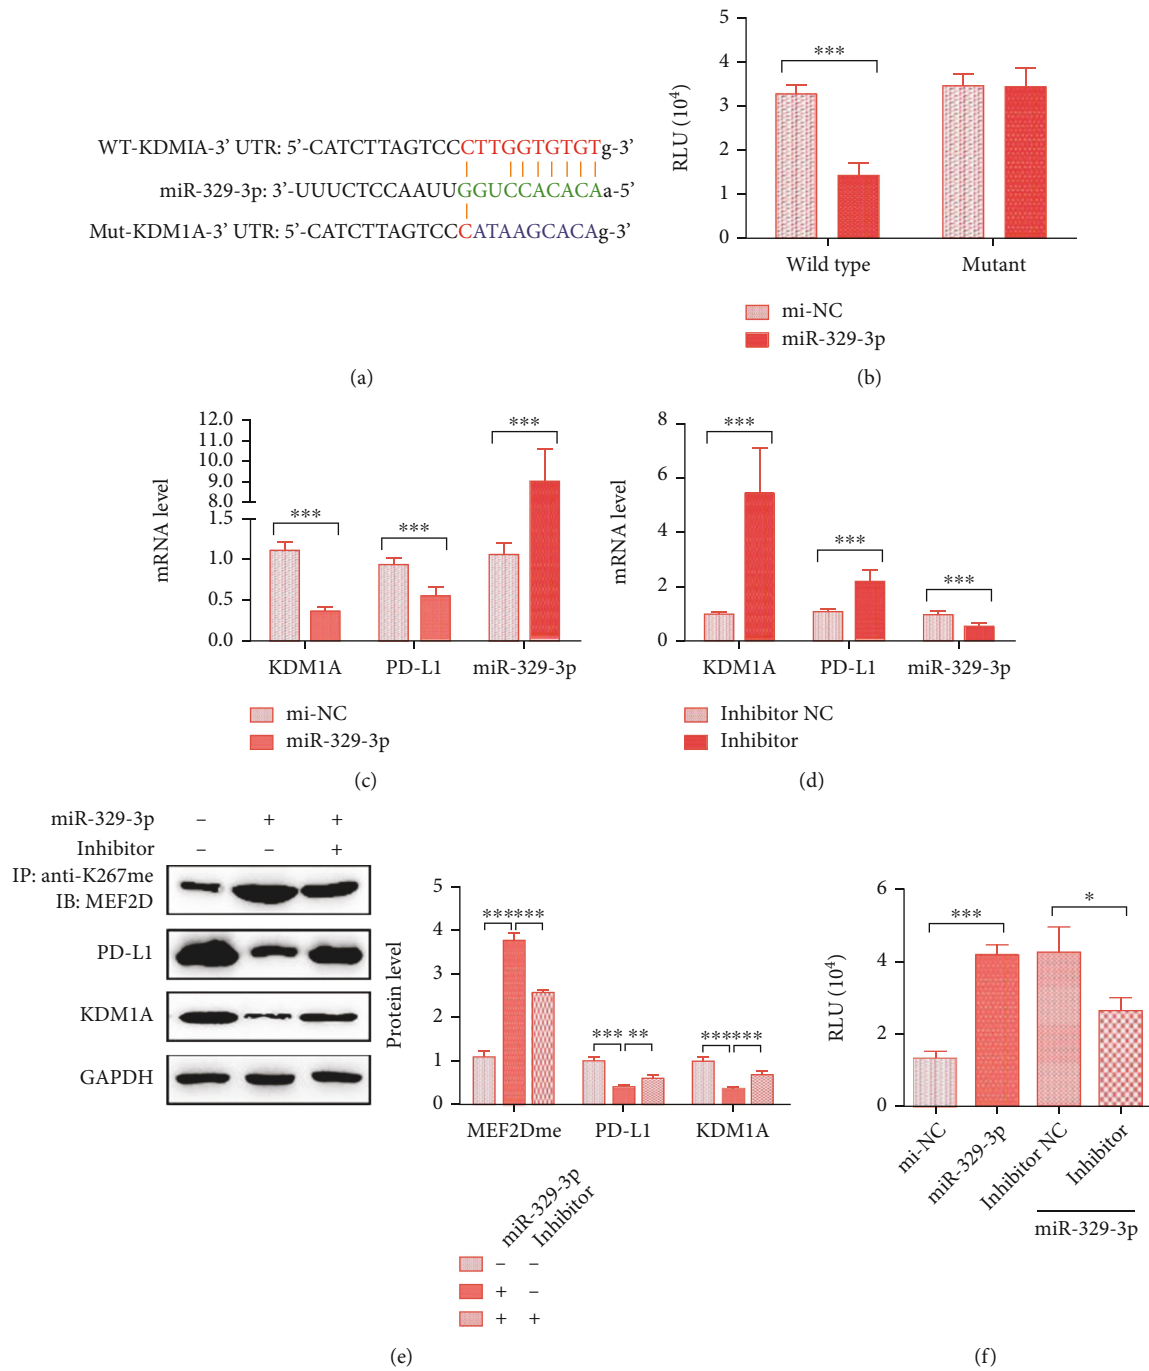 WT-KDMIA-3’ UTR: 5’-CATCTTAGTCCCTTGGTGTGTg-3’
miR-329-3p: 3’-UUUCUCCAAUUGGUCCACACAa-5’
Mut-KDM1A-3’ UTR: 5’-CATCTTAGTCCCATAAGCACAg-3’
(a)
RLU (10⁴)
5
4
3
2
1
0
***
Wild type Mutant
mi-NC
miR-329-3p
(b)
mRNA level
12.0
11.0
10.0
9.0
8.0
1.5
1.0
0.5
0.0
*** *** ***
KDM1A PD-L1 miR-329-3p
mi-NC
miR-329-3p
(c)
mRNA level
8
6
4
2
0
*** *** ***
KDM1A PD-L1 miR-329-3p
Inhibitor NC
Inhibitor
(d)
miR-329-3p – + +
Inhibitor – – +
IP: anti-K267me
IB: MEF2D
PD-L1
KDM1A
GAPDH
Protein level
5
4
3
2
1
0
*** *** *** ** *** ***
MEF2Dme PD-L1 KDM1A
miR-329-3p
Inhibitor
– –
+ –
+ +
(e)
RLU (10⁴)
6
4
2
0
*** *
mi-NC
miR-329-3p
Inhibitor NC
Inhibitor
miR-329-3p
(f)